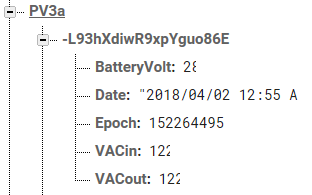 PV3a
-L93hXdiwR9xpYguo86E
BatteryVolt: 28
Date: "2018/04/02 12:55 A
Epoch: 152264495
VACin: 122
VACout: 122